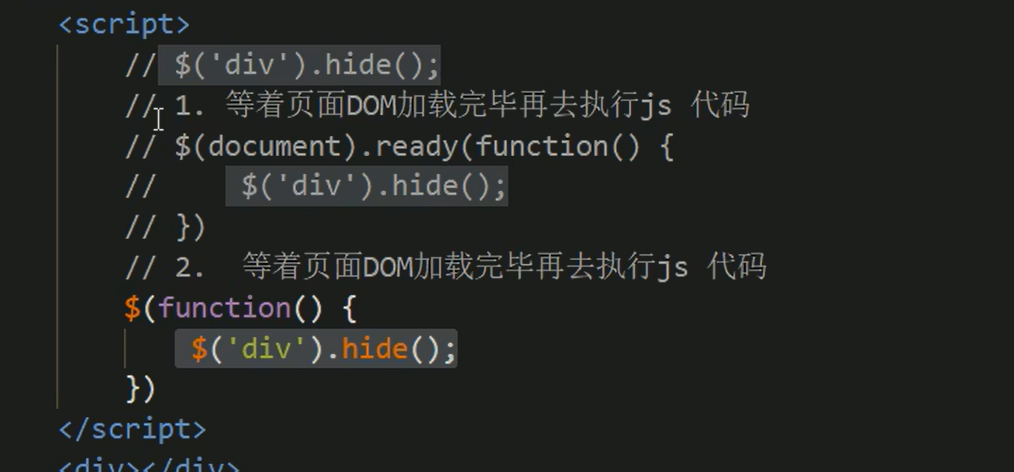 <script>
// $('div').hide();
// 1. 等着页面DOM加载完毕再去执行js 代码
// $(document).ready(function() {
//     $('div').hide();
// })
// 2.  等着页面DOM加载完毕再去执行js 代码
$(function() {
    $('div').hide();
})
</script>
<div></div>